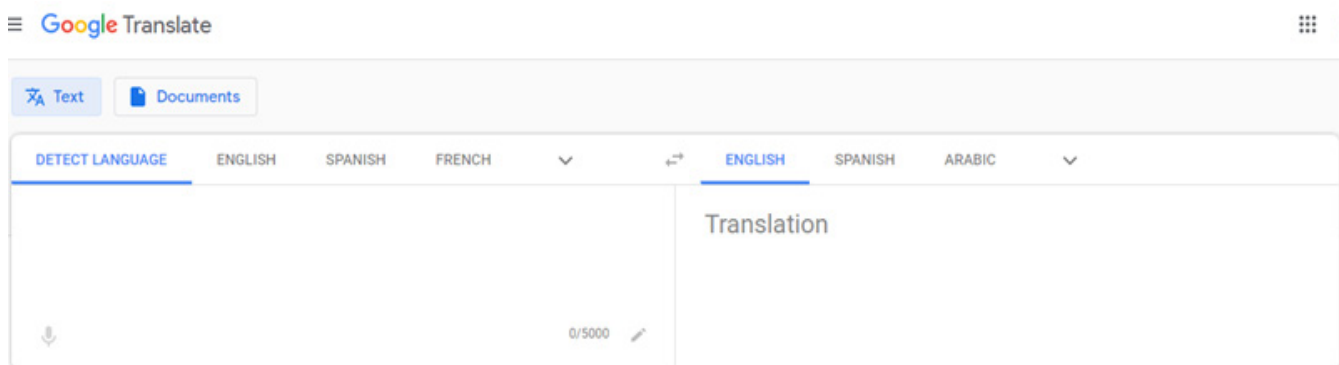 Google Translate
Text Documents
DETECT LANGUAGE ENGLISH SPANISH FRENCH ENGLISH SPANISH ARABIC
Translation
0/5000